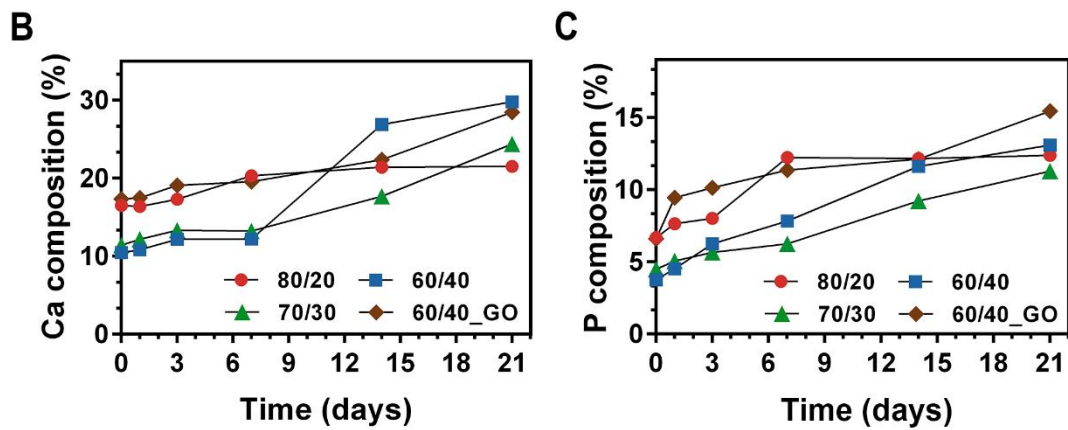 B
Ca composition (%)
30
20
10
0
80/20
60/40
70/30
60/40_GO
0 3 6 9 12 15 18 21
Time (days)
C
P composition (%)
15
10
5
0
80/20
60/40
70/30
60/40_GO
0 3 6 9 12 15 18 21
Time (days)